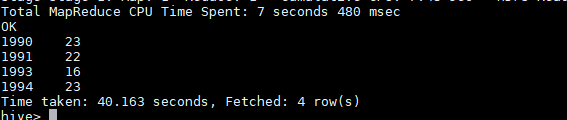 Total MapReduce CPU Time Spent: 7 seconds 480 msec
OK
1990 23
1991 22
1993 16
1994 23
Time taken: 40.163 seconds, Fetched: 4 row(s)
hive>